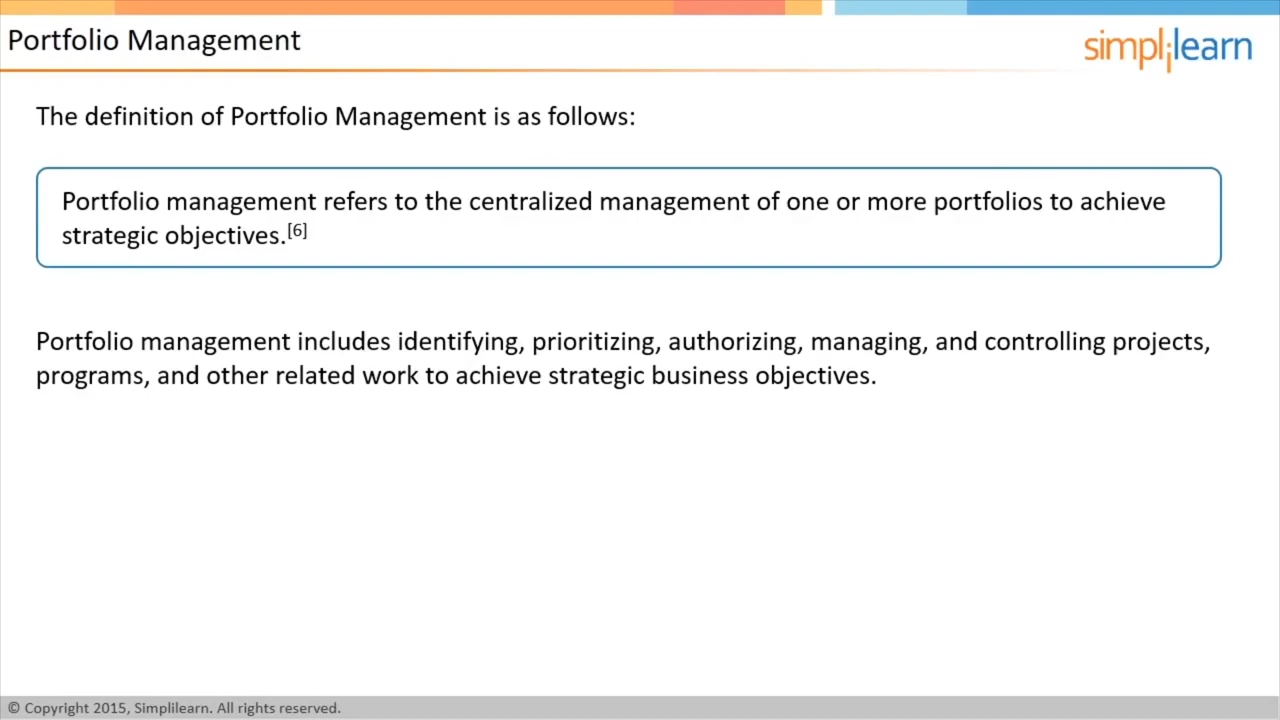 Portfolio Management
simplilearn
The definition of Portfolio Management is as follows:
Portfolio management refers to the centralized management of one or more portfolios to achieve
strategic objectives.[6]
Portfolio management includes identifying, prioritizing, authorizing, managing, and controlling projects,
programs, and other related work to achieve strategic business objectives.
© Copyright 2015, Simplilearn. All rights reserved.